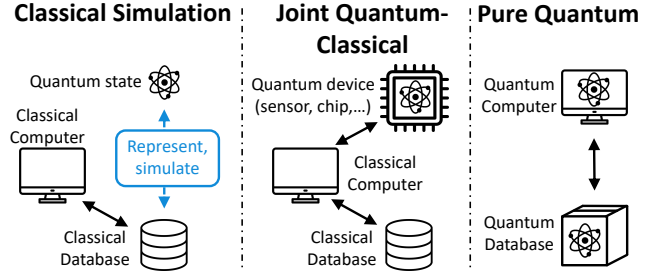 Classical Simulation
Quantum state
Classical
Computer
Represent,
simulate
Classical
Database
Joint Quantum-
Classical
Quantum device
(sensor, chip,...)
Classical
Computer
Classical
Database
Pure Quantum
Quantum
Computer
Quantum
Database